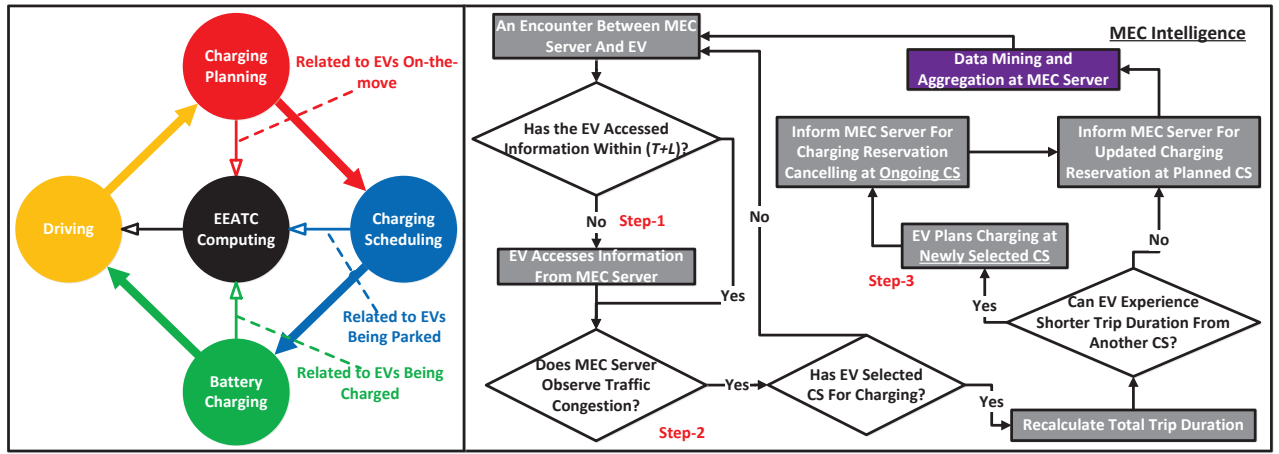 Charging
Planning
Related to EVs On-the-
move
Driving
EEATC
Computing
Charging
Scheduling
Related to EVs
Being Parked
Battery
Charging
Related to EVs Being
Charged
MEC Intelligence
An Encounter Between MEC
Server And EV
Has the EV Accessed
Information Within (T+L)?
No
Step-1
EV Accesses Information
From MEC Server
Yes
Does MEC Server
Observe Traffic
Congestion?
Yes
Step-2
Has EV Selected
CS For Charging?
No
Yes
Recalculate Total Trip Duration
Can EV Experience
Shorter Trip Duration From
Another CS?
Yes
No
EV Plans Charging at
Newly Selected CS
Step-3
Inform MEC Server For
Charging Reservation
Cancelling at Ongoing CS
Inform MEC Server For
Updated Charging
Reservation at Planned CS
Data Mining and
Aggregation at MEC Server